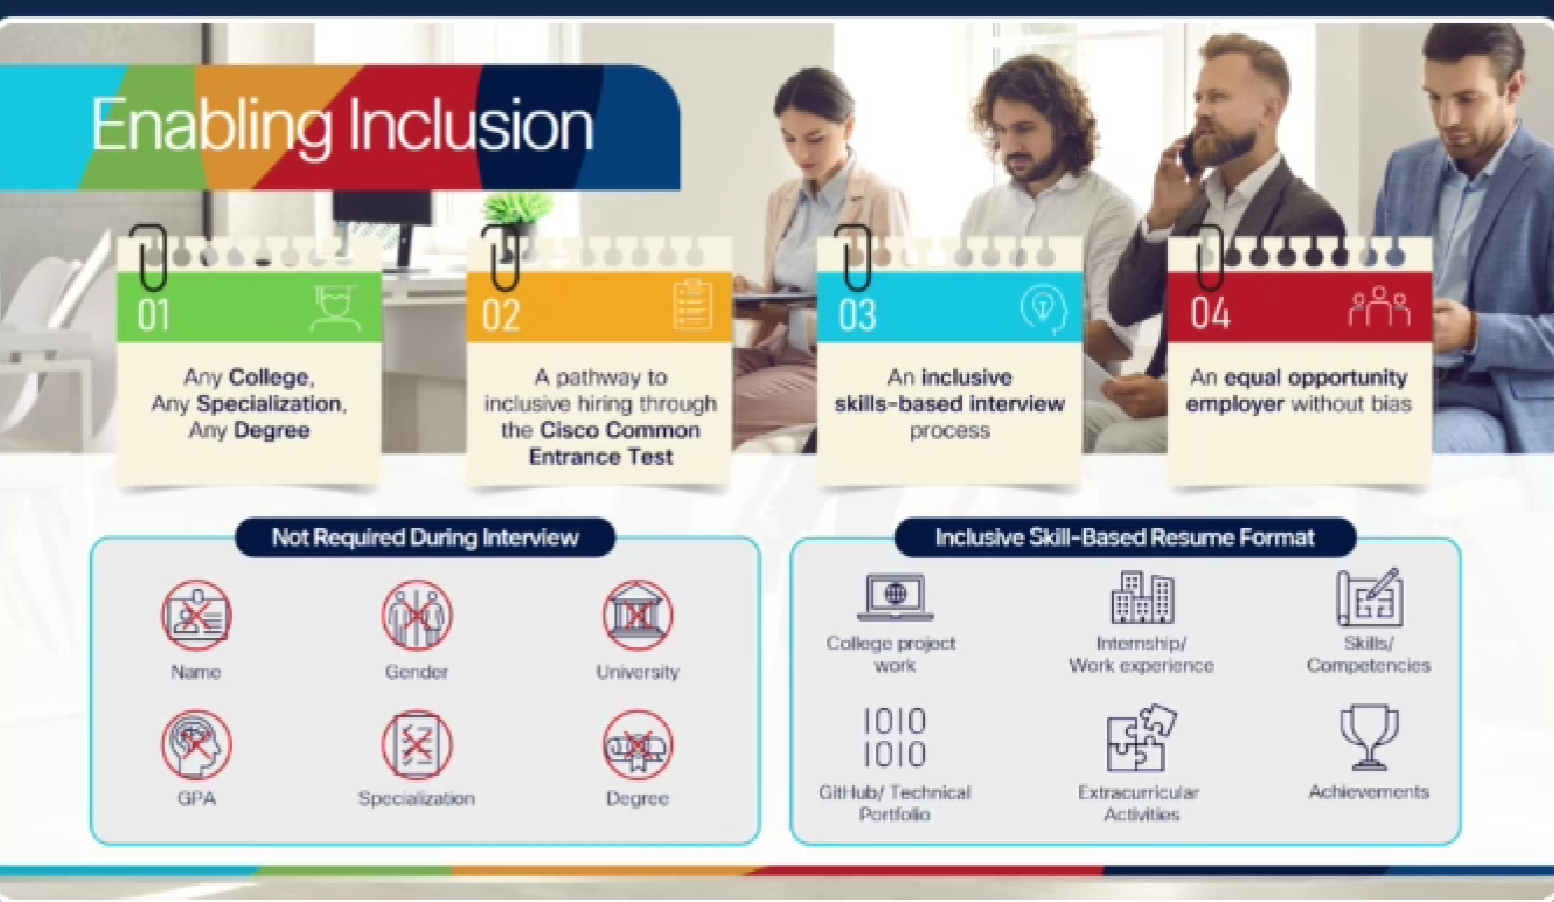 Enabling Inclusion
01
Any College,
Any Specialization,
Any Degree
02
A pathway to
inclusive hiring through
the Cisco Common
Entrance Test
03
An inclusive
skills-based interview
process
04
An equal opportunity
employer without bias
Not Required During Interview
Name
Gender
University
GPA
Specialization
Degree
Inclusive Skill-Based Resume Format
College project
work
Internship/
Work experience
Skills/
Competencies
1010
1010
GitHub/ Technical
Portfolio
Extracurricular
Activities
Achievements